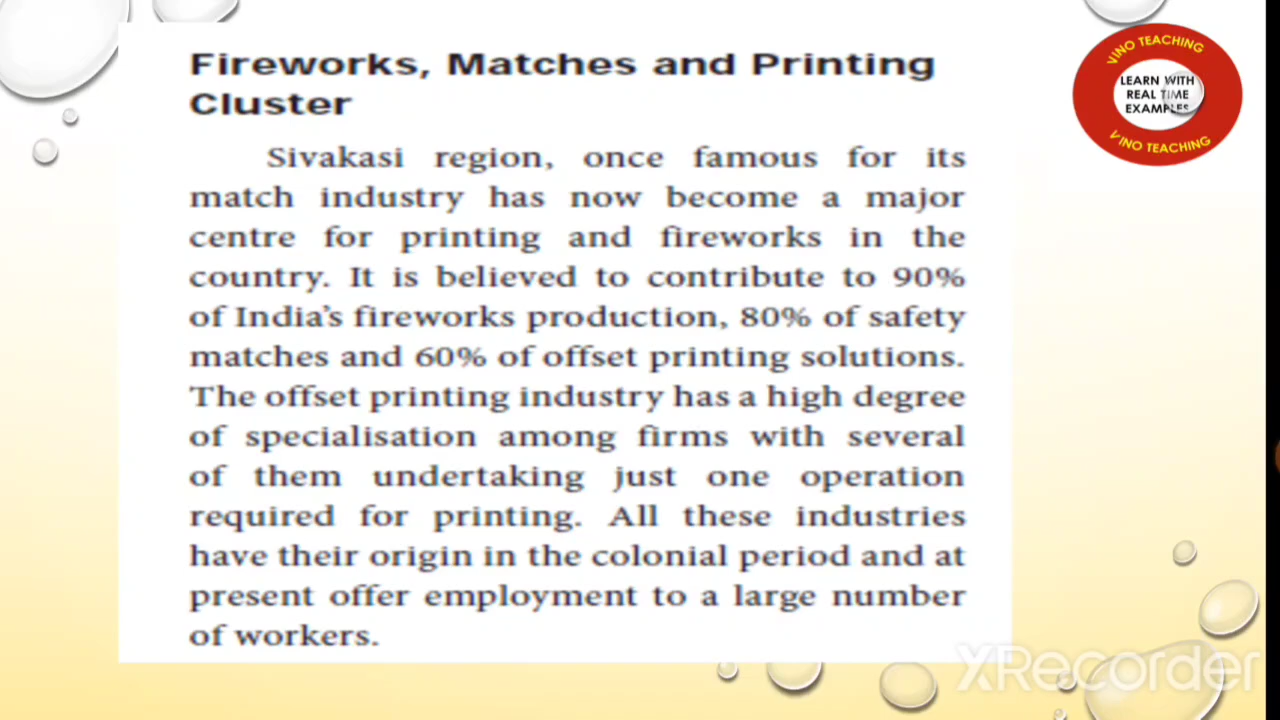 Fireworks, Matches and Printing
Cluster
Sivakasi region, once famous for its
match industry has now become a major
centre for printing and fireworks in the
country. It is believed to contribute to 90%
of India's fireworks production, 80% of safety
matches and 60% of offset printing solutions.
The offset printing industry has a high degree
of specialisation among firms with several
of them undertaking just one operation
required for printing. All these industries
have their origin in the colonial period and at
present offer employment to a large number
of workers.
VINO TEACHING
LEARN WITH
REAL TIME
EXAMPLES
VINO TEACHING
XRecorder